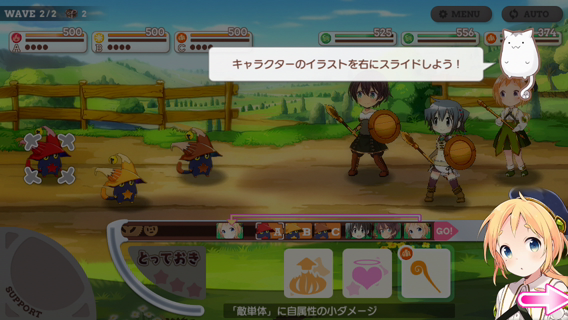 WAVE 2/2 2
MENU
AUTO
500
500
500
525
556
374
A
B
C
キャラクターのイラストを右にスライドしよう！
A B C GO!
とっておき
SUPPORT
「敵単体」に自属性の小ダメージ